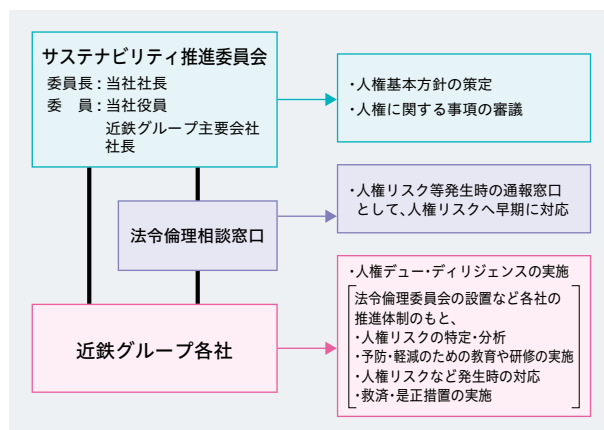 サステナビリティ推進委員会
委員長：当社社長
委　員：当社役員
近鉄グループ主要会社
社長
・人権基本方針の策定
・人権に関する事項の審議
法令倫理相談窓口
・人権リスク等発生時の通報窓口
として、人権リスクへ早期に対応
近鉄グループ各社
・人権デュー・ディリジェンスの実施
法令倫理委員会の設置など各社の
推進体制のもと、
・人権リスクの特定・分析
・予防・軽減のための教育や研修の実施
・人権リスクなど発生時の対応
・救済・是正措置の実施